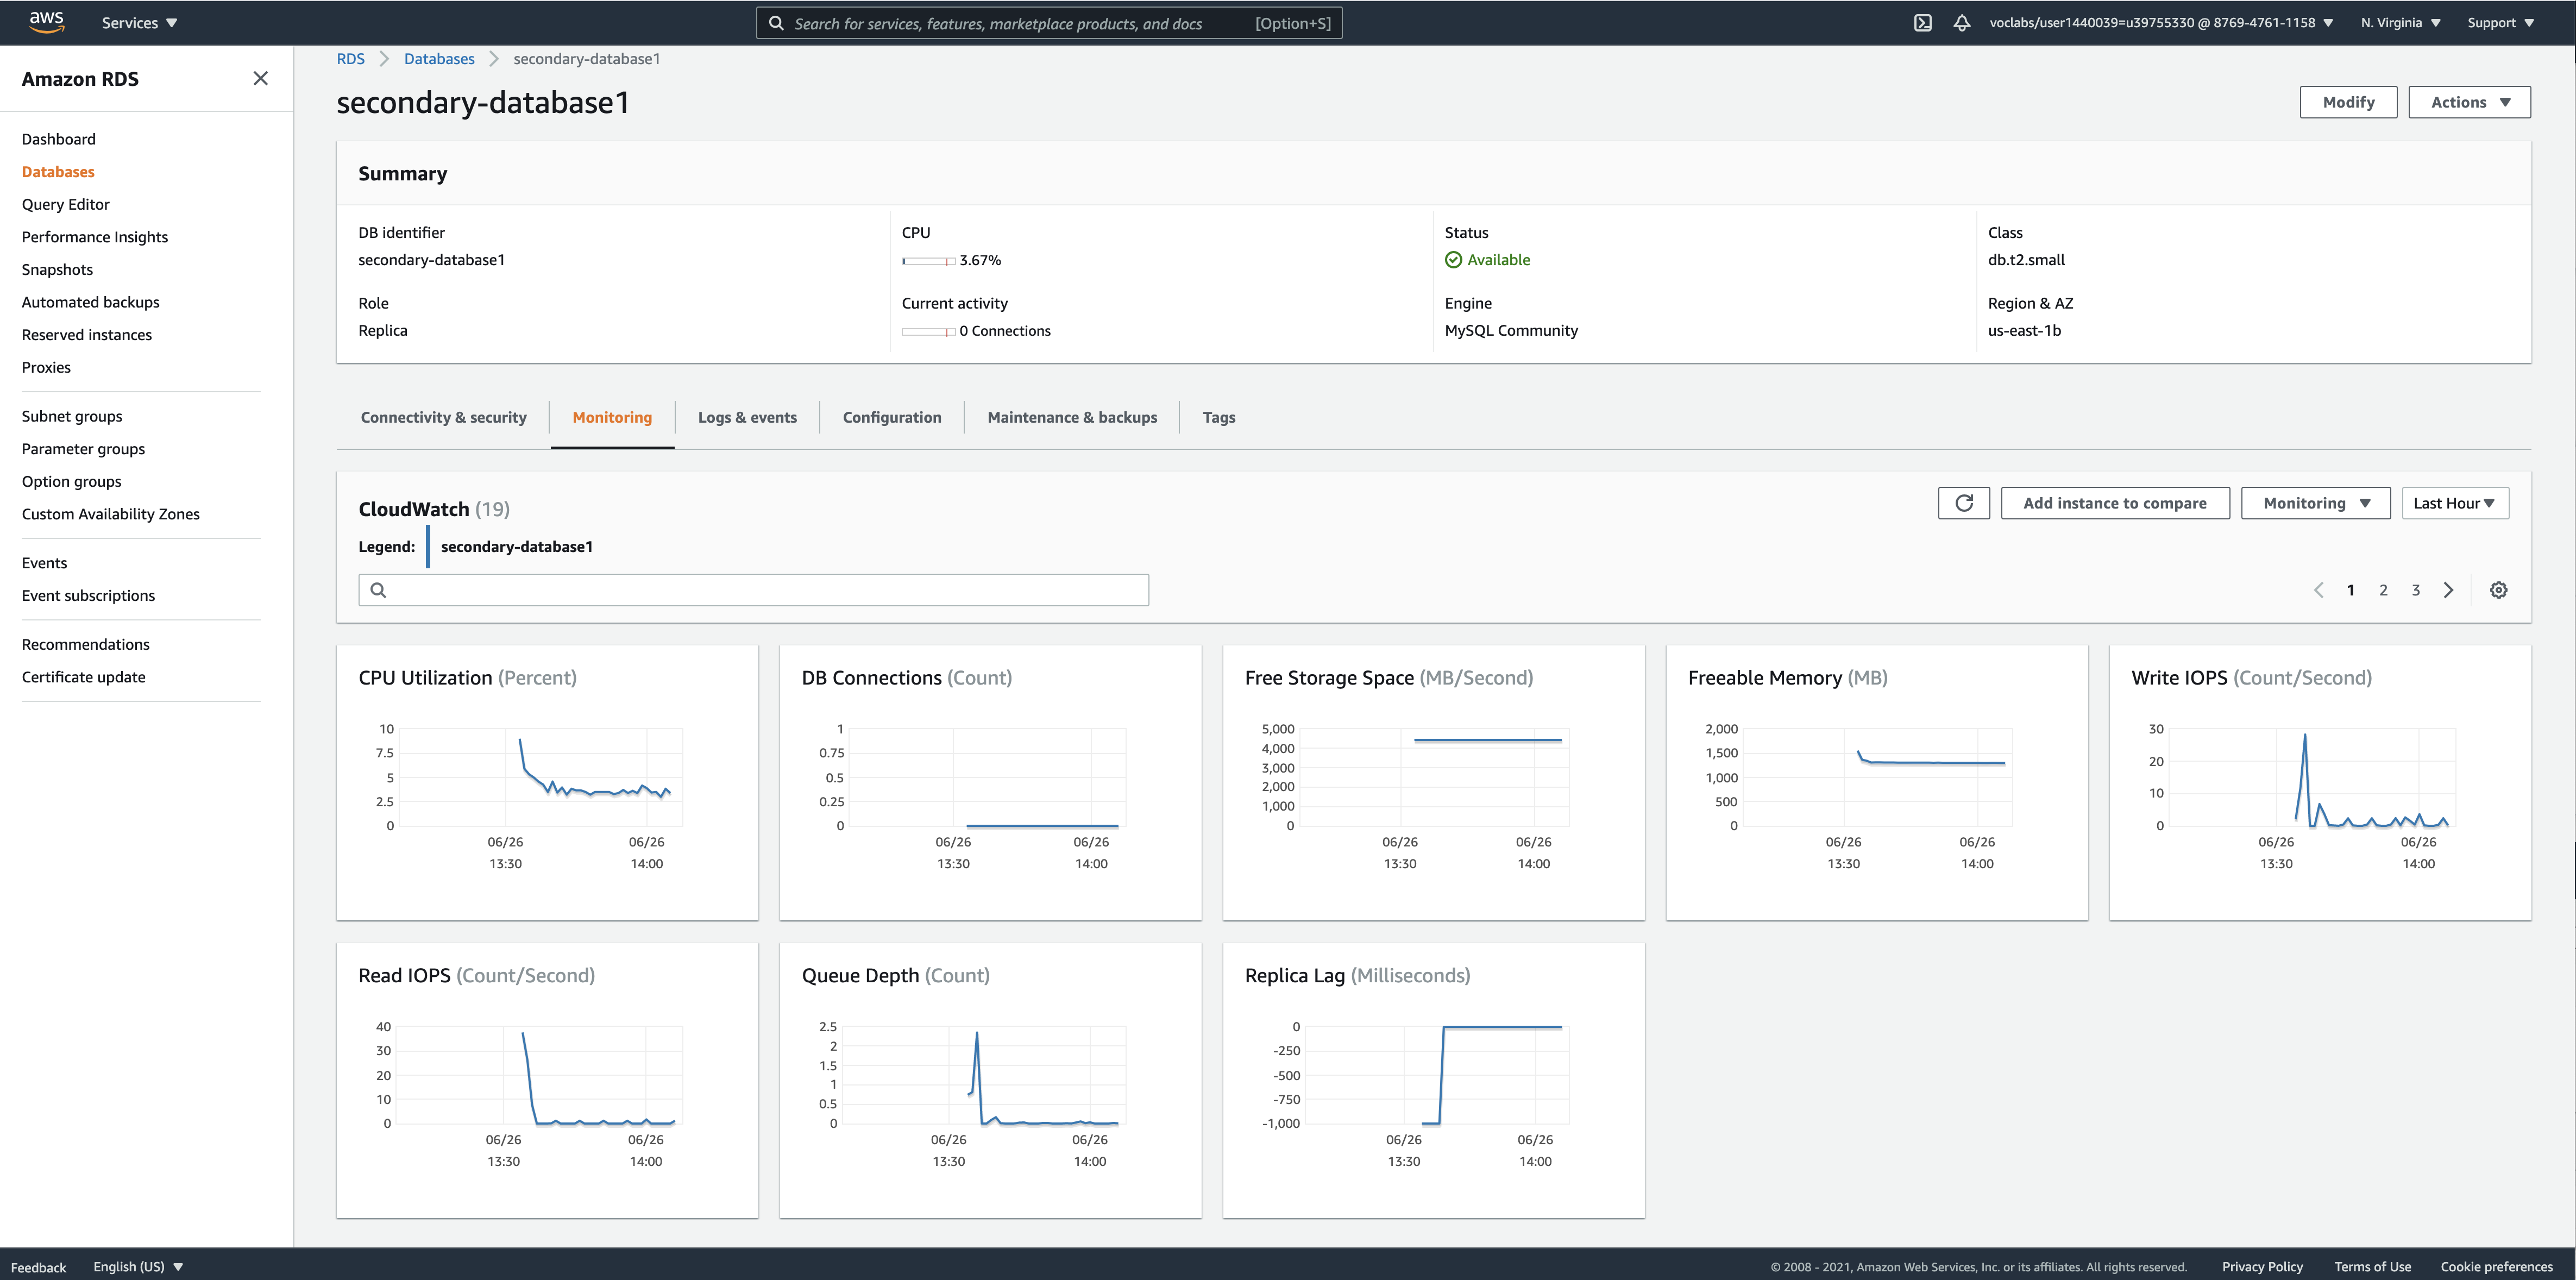 aws
Services
Search for services, features, marketplace products, and docs
[Option+S]
voclabs/user1440039=u39755330 @ 8769-4761-1158
N. Virginia
Support
Amazon RDS
Dashboard
Databases
Query Editor
Performance Insights
Snapshots
Automated backups
Reserved instances
Proxies
Subnet groups
Parameter groups
Option groups
Custom Availability Zones
Events
Event subscriptions
Recommendations
Certificate update
RDS
Databases
secondary-database1
secondary-database1
Modify
Actions
Summary
DB identifier
secondary-database1
CPU
3.67%
Status
Available
Class
db.t2.small
Role
Replica
Current activity
0 Connections
Engine
MySQL Community
Region & AZ
us-east-1b
Connectivity & security
Monitoring
Logs & events
Configuration
Maintenance & backups
Tags
CloudWatch (19)
Add instance to compare
Monitoring
Last Hour
Legend:
secondary-database1
1
2
3
CPU Utilization (Percent)
10
7.5
5
2.5
0
06/26
13:30
06/26
14:00
DB Connections (Count)
1
0.75
0.5
0.25
0
06/26
13:30
06/26
14:00
Free Storage Space (MB/Second)
5,000
4,000
3,000
2,000
1,000
0
06/26
13:30
06/26
14:00
Freeable Memory (MB)
2,000
1,500
1,000
500
0
06/26
13:30
06/26
14:00
Write IOPS (Count/Second)
30
20
10
0
06/26
13:30
06/26
14:00
Read IOPS (Count/Second)
40
30
20
10
0
06/26
13:30
06/26
14:00
Queue Depth (Count)
2.5
2
1.5
1
0.5
0
06/26
13:30
06/26
14:00
Replica Lag (Milliseconds)
0
-250
-500
-750
-1,000
06/26
13:30
06/26
14:00
Feedback
English (US)
© 2008 - 2021, Amazon Web Services, Inc. or its affiliates. All rights reserved.
Privacy Policy
Terms of Use
Cookie preferences